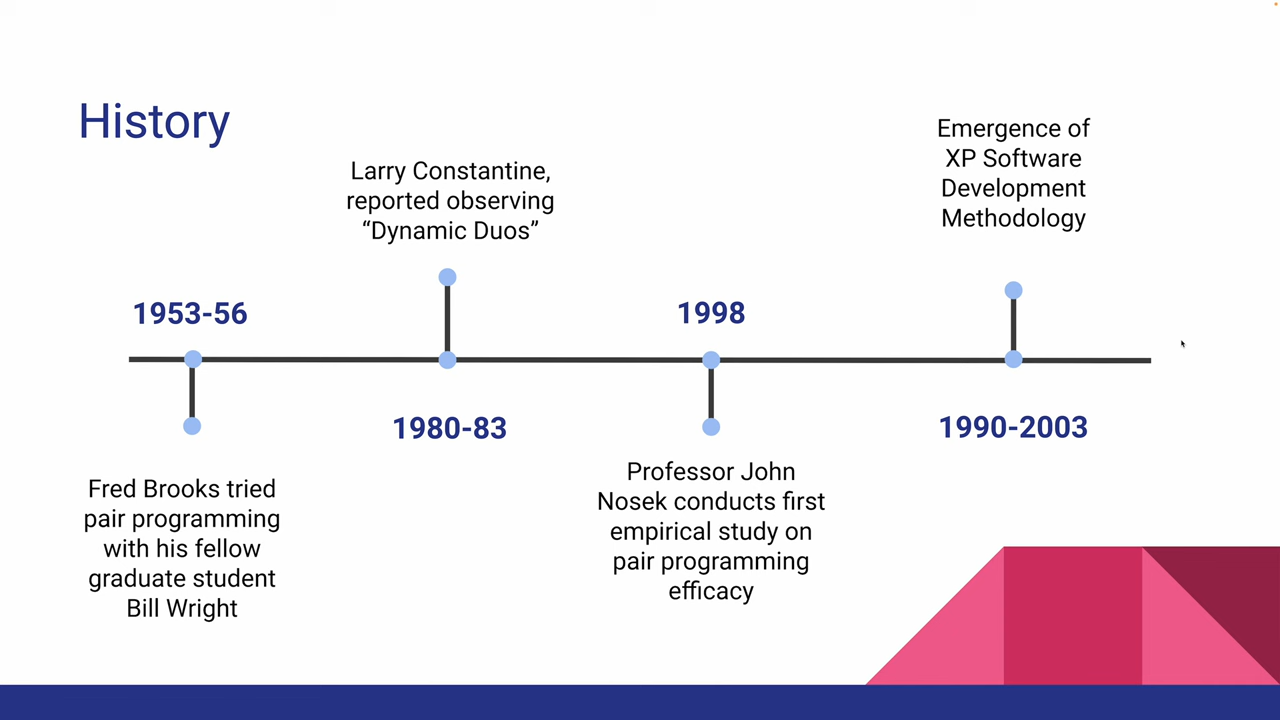 History
1953-56
Fred Brooks tried
pair programming
with his fellow
graduate student
Bill Wright
Larry Constantine,
reported observing
“Dynamic Duos”
1980-83
1998
Professor John
Nosek conducts first
empirical study on
pair programming
efficacy
Emergence of
XP Software
Development
Methodology
1990-2003